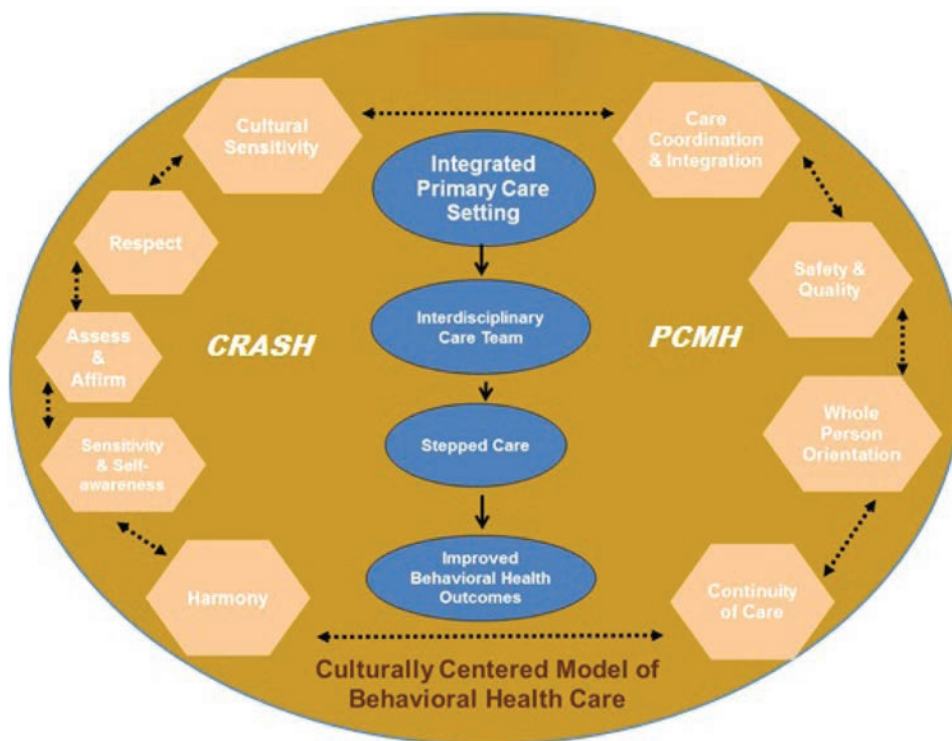 Cultural
Sensitivity
Care
Coordination
& Integration
Integrated
Primary Care
Setting
Respect
Safety &
Quality
Interdisciplinary
Care Team
CRASH
PCMH
Assess
&
Affirm
Whole
Person
Orientation
Stepped Care
Sensitivity
& Self-
awareness
Improved
Behavioral Health
Outcomes
Harmony
Continuity
of Care
Culturally Centered Model of
Behavioral Health Care